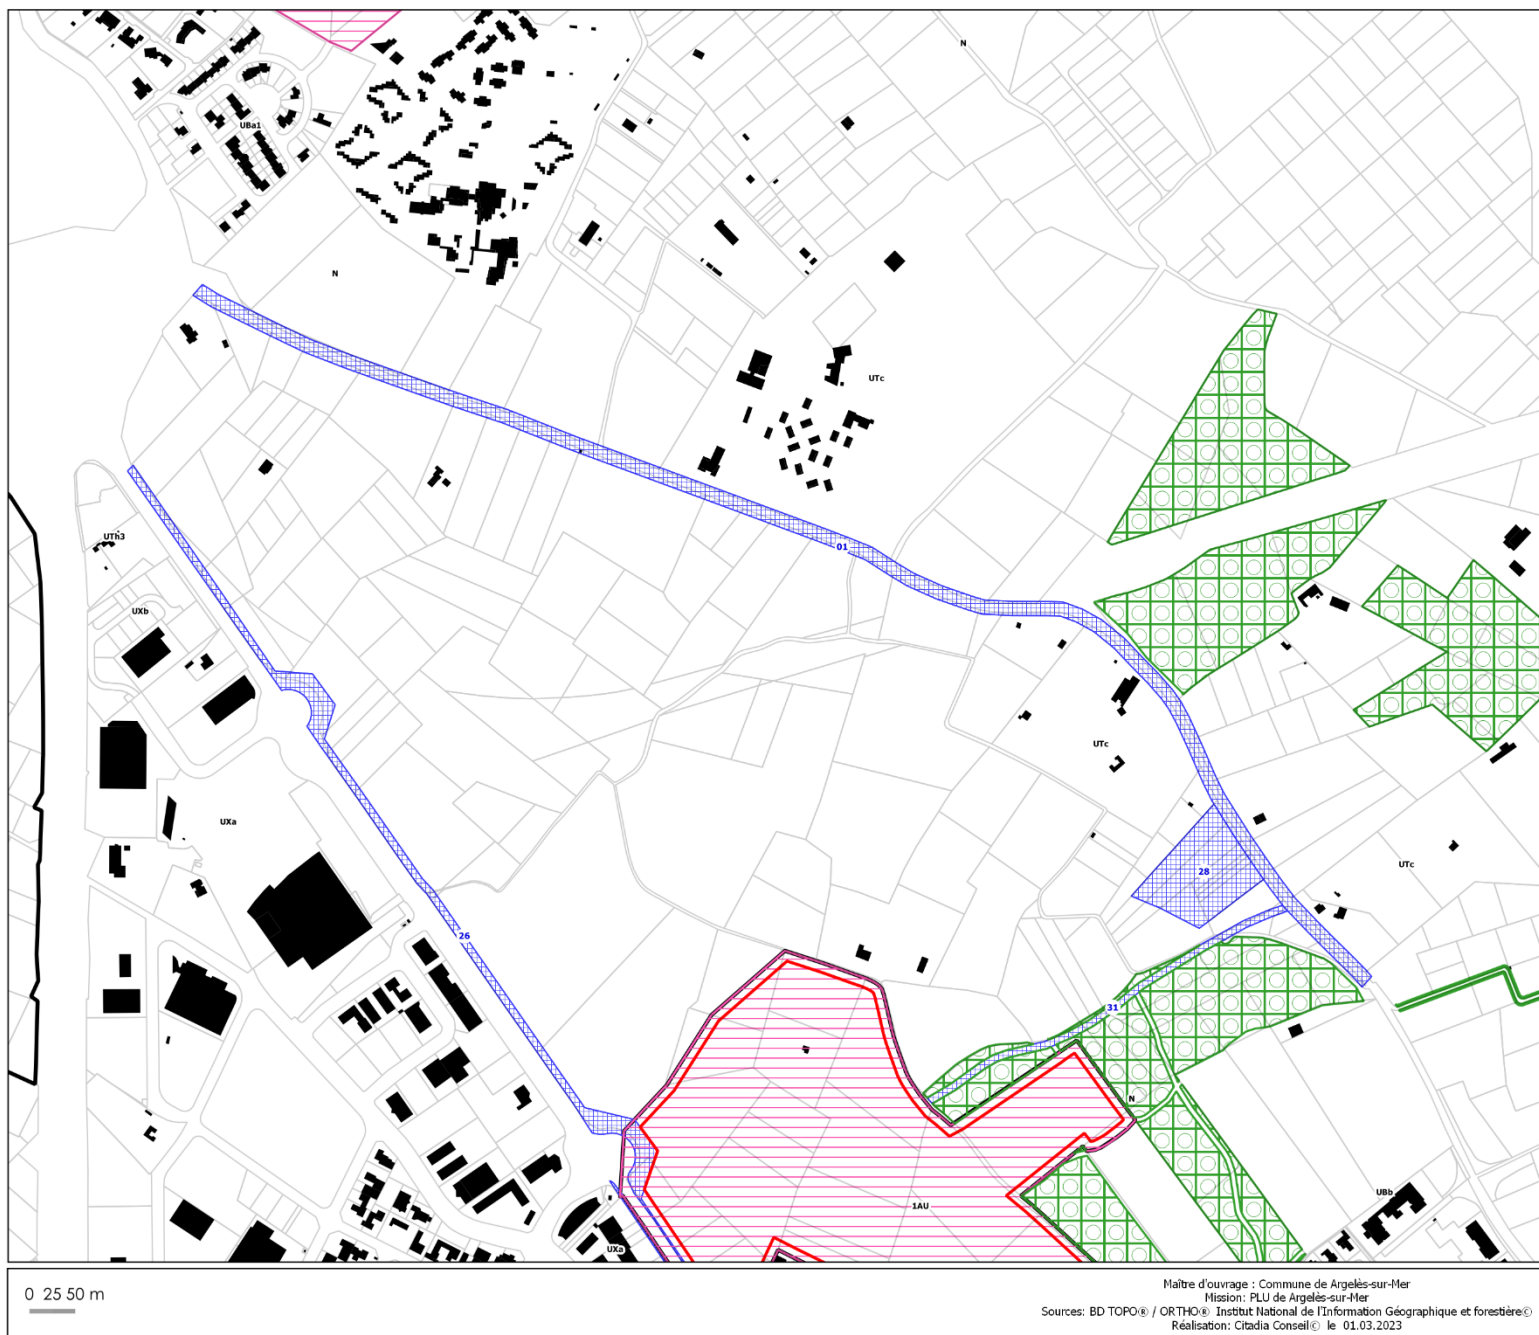 N
UBa1
N
UTc
01
UTh3
UXb
UTc
UXa
28
UTc
26
31
N
UBb
1AU
UXa
0 25 50 m
Maître d'ouvrage : Commune de Argelès-sur-Mer
Mission: PLU de Argelès-sur-Mer
Sources: BD TOPO® / ORTHO® Institut National de l'Information Géographique et forestière©
Réalisation: Citadia Conseil© le 01.03.2023